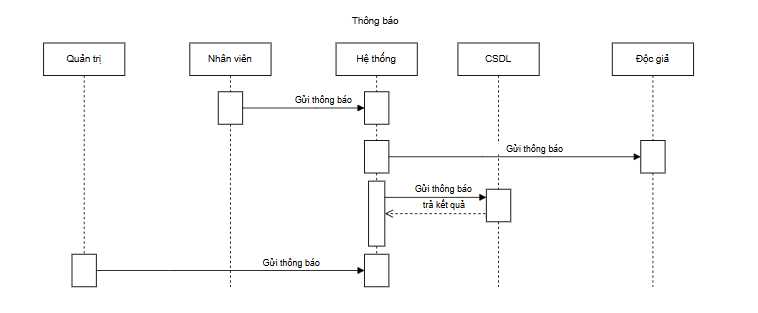 Thông báo
Quản trị
Nhân viên
Hệ thống
CSDL
Độc giả
Gửi thông báo
Gửi thông báo
Gửi thông báo
trả kết quả
Gửi thông báo